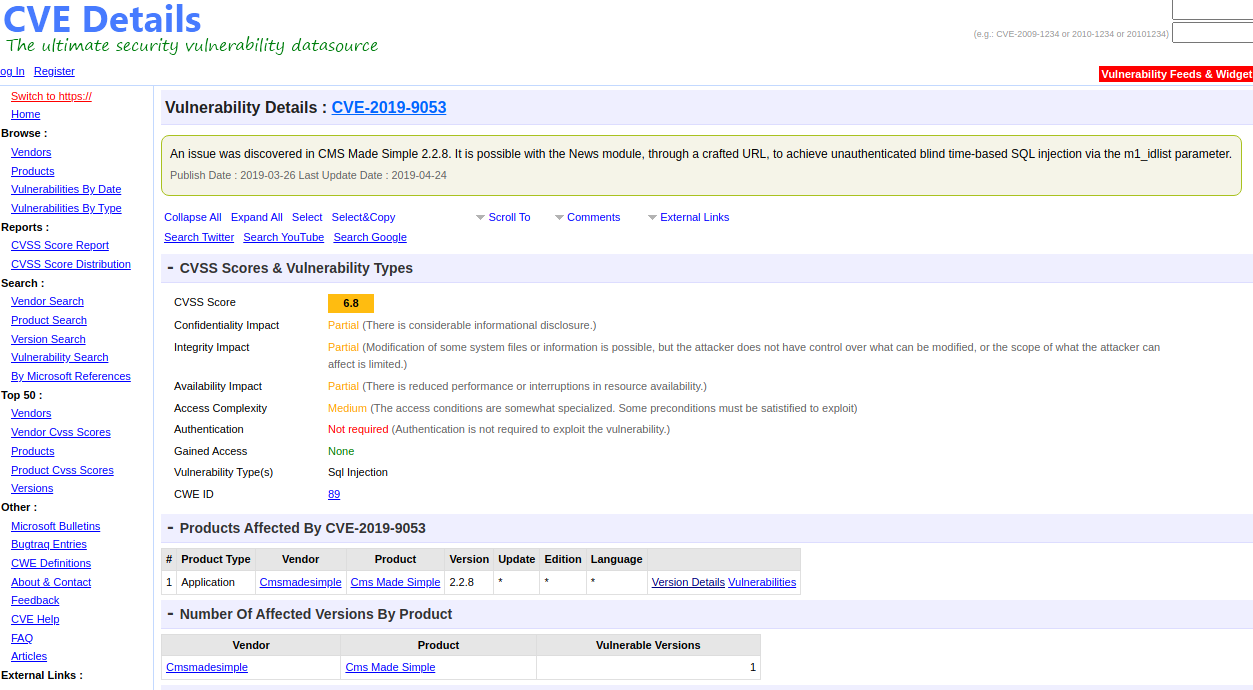 CVE Details
The ultimate security vulnerability datasource
(e.g.: CVE-2009-1234 or 2010-1234 or 20101234)
og In Register
Vulnerability Feeds & Widget
Switch to https://
Home
Browse :
Vendors
Products
Vulnerabilities By Date
Vulnerabilities By Type
Reports :
CVSS Score Report
CVSS Score Distribution
Search :
Vendor Search
Product Search
Version Search
Vulnerability Search
By Microsoft References
Top 50 :
Vendors
Vendor Cvss Scores
Products
Product Cvss Scores
Versions
Other :
Microsoft Bulletins
Bugtraq Entries
CWE Definitions
About & Contact
Feedback
CVE Help
FAQ
Articles
External Links :
Vulnerability Details : CVE-2019-9053
An issue was discovered in CMS Made Simple 2.2.8. It is possible with the News module, through a crafted URL, to achieve unauthenticated blind time-based SQL injection via the m1_idlist parameter.
Publish Date : 2019-03-26 Last Update Date : 2019-04-24
Collapse All Expand All Select Select&Copy Scroll To Comments External Links
Search Twitter Search YouTube Search Google
- CVSS Scores & Vulnerability Types
CVSS Score 6.8
Confidentiality Impact Partial (There is considerable informational disclosure.)
Integrity Impact Partial (Modification of some system files or information is possible, but the attacker does not have control over what can be modified, or the scope of what the attacker can
affect is limited.)
Availability Impact Partial (There is reduced performance or interruptions in resource availability.)
Access Complexity Medium (The access conditions are somewhat specialized. Some preconditions must be satistified to exploit)
Authentication Not required (Authentication is not required to exploit the vulnerability.)
Gained Access None
Vulnerability Type(s) Sql Injection
CWE ID 89
- Products Affected By CVE-2019-9053
# Product Type Vendor Product Version Update Edition Language
1 Application Cmsmadesimple Cms Made Simple 2.2.8 * * * Version Details Vulnerabilities
- Number Of Affected Versions By Product
Vendor Product Vulnerable Versions
Cmsmadesimple Cms Made Simple 1